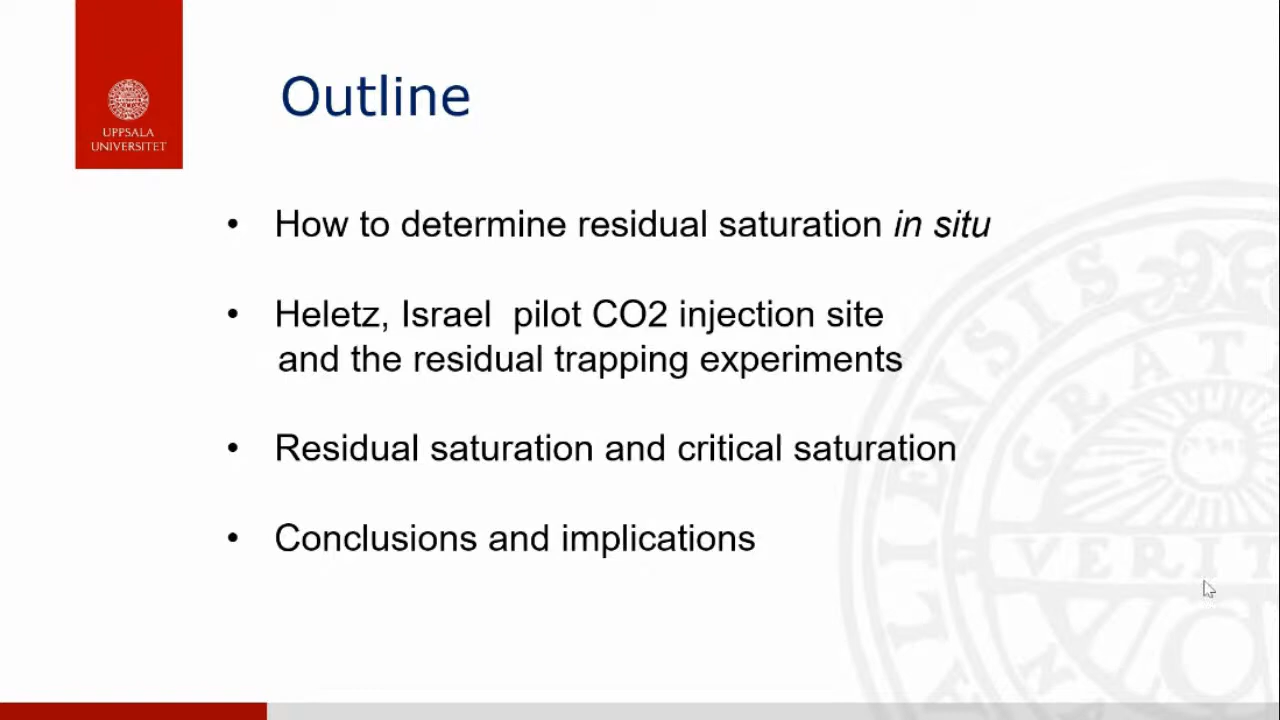 UPPSALA
UNIVERSITET
Outline
• How to determine residual saturation in situ
• Heletz, Israel  pilot CO2 injection site
and the residual trapping experiments
• Residual saturation and critical saturation
• Conclusions and implications